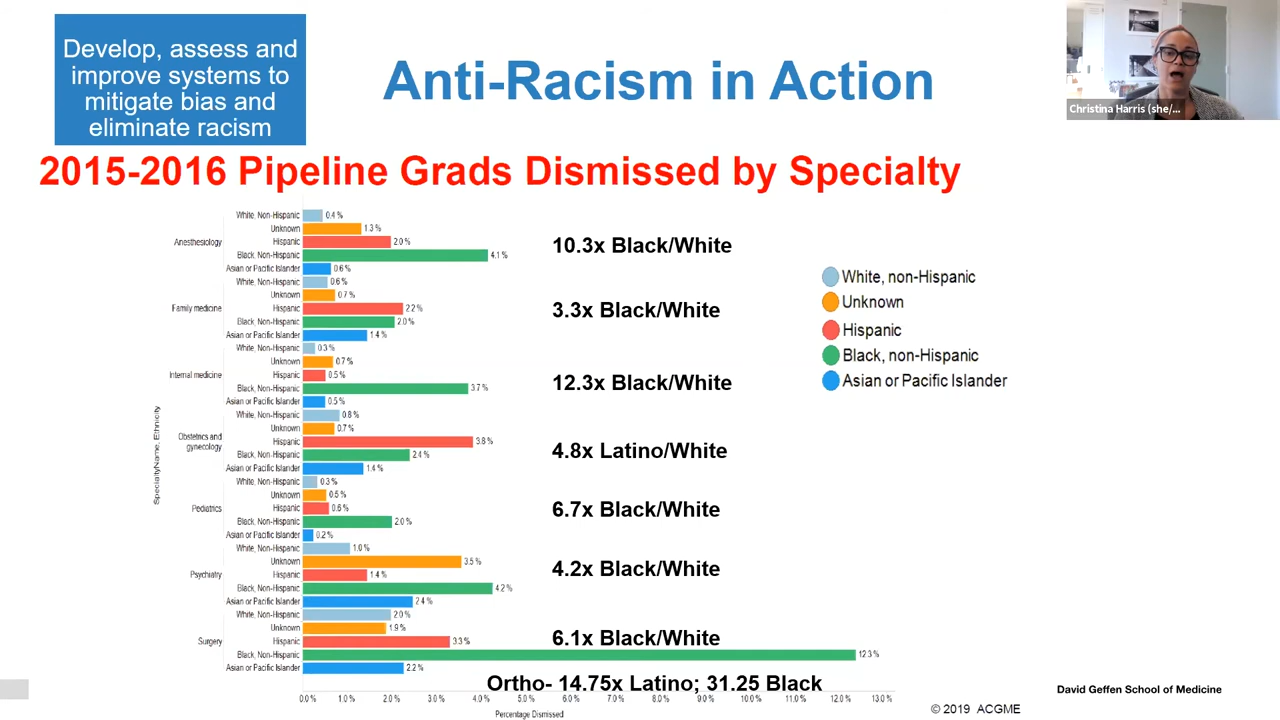 Develop, assess and
improve systems to
mitigate bias and
eliminate racism
Anti-Racism in Action
Christina Harris (she/...
2015-2016 Pipeline Grads Dismissed by Specialty
SpecialtyName, Ethnicity
Anesthesiology
White, Non-Hispanic 0.4 %
Unknown 1.3 %
Hispanic 2.0 %
Black, Non-Hispanic 4.1 %
Asian or Pacific Islander 0.6 %
10.3x Black/White
Family medicine
White, Non-Hispanic 0.6 %
Unknown 0.7 %
Hispanic 2.2 %
Black, Non-Hispanic 2.0 %
Asian or Pacific Islander 1.4 %
3.3x Black/White
Internal medicine
White, Non-Hispanic 0.3 %
Unknown 0.7 %
Hispanic 0.5 %
Black, Non-Hispanic 3.7 %
Asian or Pacific Islander 0.5 %
12.3x Black/White
Obstetrics and
gynecology
White, Non-Hispanic 0.8 %
Unknown 0.7 %
Hispanic 3.8 %
Black, Non-Hispanic 2.4 %
Asian or Pacific Islander 1.4 %
4.8x Latino/White
Pediatrics
White, Non-Hispanic 0.3 %
Unknown 0.5 %
Hispanic 0.6 %
Black, Non-Hispanic 2.0 %
Asian or Pacific Islander 0.2 %
6.7x Black/White
Psychiatry
White, Non-Hispanic 1.0 %
Unknown 3.5 %
Hispanic 1.4 %
Black, Non-Hispanic 4.2 %
Asian or Pacific Islander 2.4 %
4.2x Black/White
Surgery
White, Non-Hispanic 2.0 %
Unknown 1.9 %
Hispanic 3.3 %
Black, Non-Hispanic 12.3 %
Asian or Pacific Islander 2.2 %
6.1x Black/White
White, non-Hispanic
Unknown
Hispanic
Black, non-Hispanic
Asian or Pacific Islander
Ortho- 14.75x Latino; 31.25 Black
0.0% 1.0 % 2.0 % 3.0 % 4.0 % 5.0 % 6.0 % 7.0 % 8.0 % 9.0 % 10.0 % 11.0 % 12.0 % 13.0 %
Percentage Dismissed
David Geffen School of Medicine
© 2019 ACGME